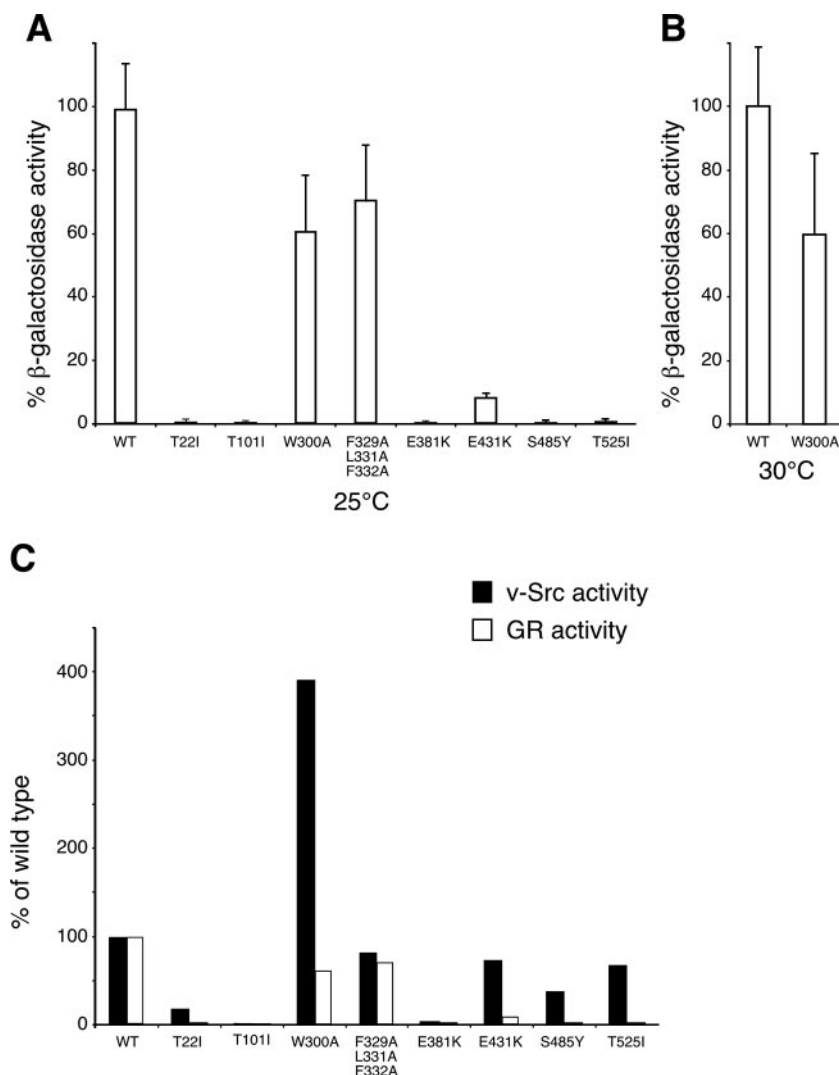 A
% β-galactosidase activity
100
80
60
40
20
0
WT
T22I
T101I
W300A
F329A
L331A
F332A
E381K
E431K
S485Y
T525I
25°C
B
% β-galactosidase activity
100
80
60
40
20
0
WT
W300A
30°C
C
v-Src activity
GR activity
% of wild type
400
300
200
100
0
WT
T22I
T101I
W300A
F329A
L331A
F332A
E381K
E431K
S485Y
T525I